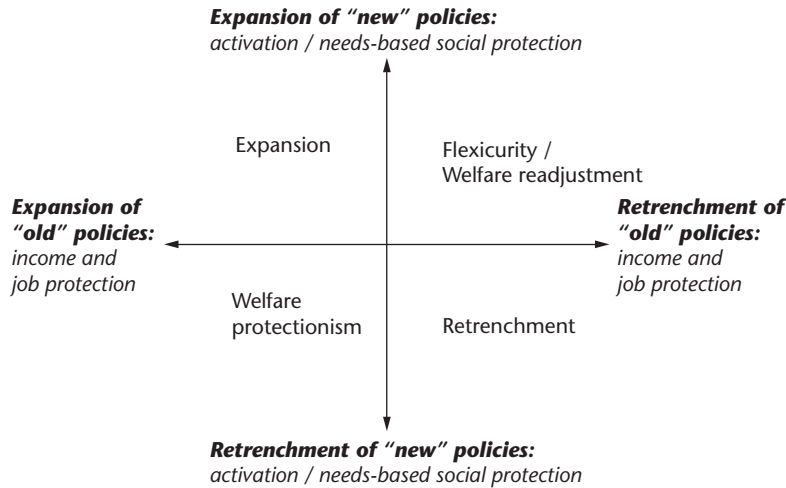 Expansion of “new” policies:
activation / needs-based social protection
Expansion
Flexicurity /
Welfare readjustment
Expansion of
“old” policies:
income and
job protection
Retrenchment of
“old” policies:
income and
job protection
Welfare
protectionism
Retrenchment
Retrenchment of “new” policies:
activation / needs-based social protection